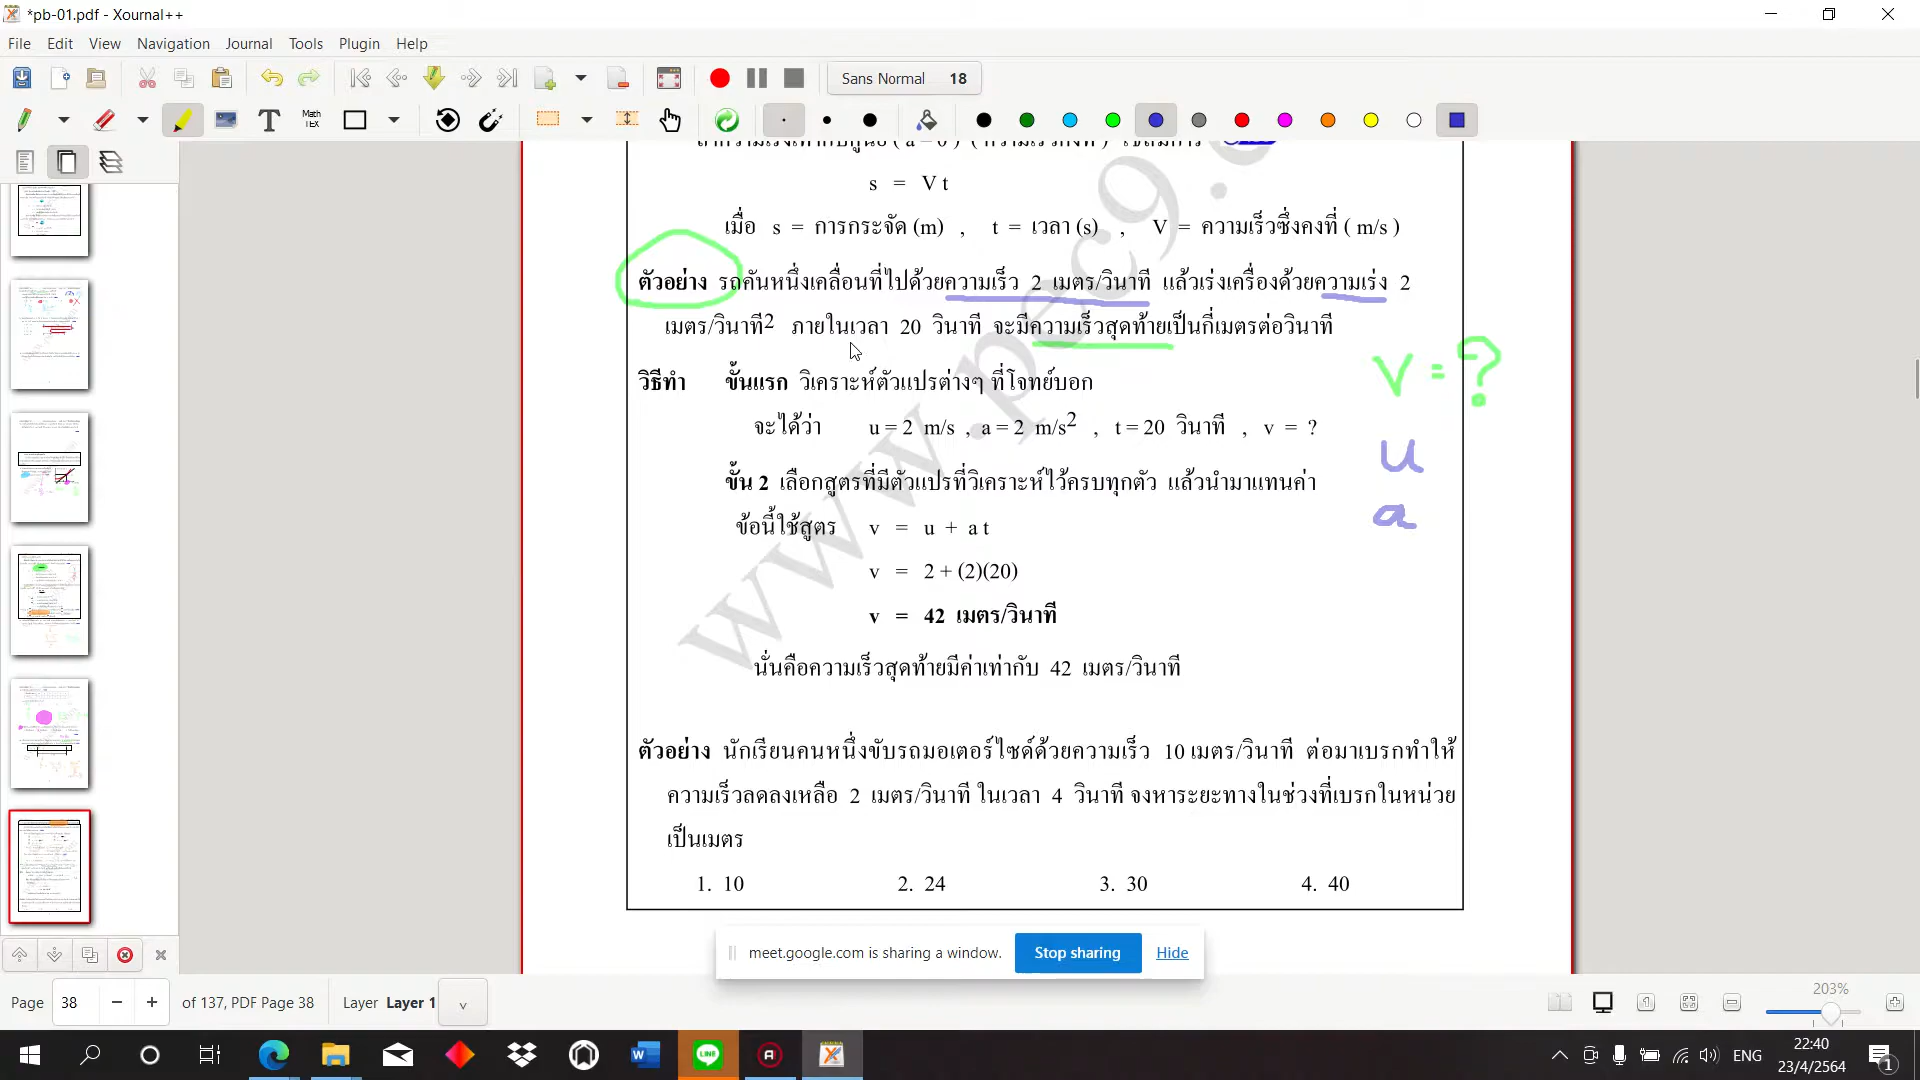 *pb-01.pdf - Xournal++
File Edit View Navigation Journal Tools Plugin Help
Sans Normal 18
Math
TEX
s = V t
เมื่อ s = การกระจัด (m) , t = เวลา (s) , V = ความเร็วซึ่งคงที่ ( m/s )
ตัวอย่าง รถคันหนึ่งเคลื่อนที่ไปด้วยความเร็ว 2 เมตร/วินาที แล้วเร่งเครื่องด้วยความเร่ง 2
เมตร/วินาที2 ภายในเวลา 20 วินาที จะมีความเร็วสุดท้ายเป็นกี่เมตรต่อวินาที
v = ?
วิธีทำ ขั้นแรก วิเคราะห์ตัวแปรต่างๆ ที่โจทย์บอก
จะได้ว่า u = 2 m/s , a = 2 m/s2 , t = 20 วินาที , v = ?
u
ขั้น 2 เลือกสูตรที่มีตัวแปรที่วิเคราะห์ไว้ครบทุกตัว แล้วนำมาแทนค่า
a
ข้อนี้ใช้สูตร v = u + a t
v = 2 + (2)(20)
v = 42 เมตร/วินาที
นั่นคือความเร็วสุดท้ายมีค่าเท่ากับ 42 เมตร/วินาที
ตัวอย่าง นักเรียนคนหนึ่งขับรถมอเตอร์ไซด์ด้วยความเร็ว 10 เมตร/วินาที ต่อมาเบรกทำให้
ความเร็วลดลงเหลือ 2 เมตร/วินาที ในเวลา 4 วินาที จงหาระยะทางในช่วงที่เบรกในหน่วย
เป็นเมตร
1. 10 2. 24 3. 30 4. 40
meet.google.com is sharing a window. Stop sharing Hide
Page 38 of 137, PDF Page 38 Layer Layer 1
203%
ENG
22:40
23/4/2564
1